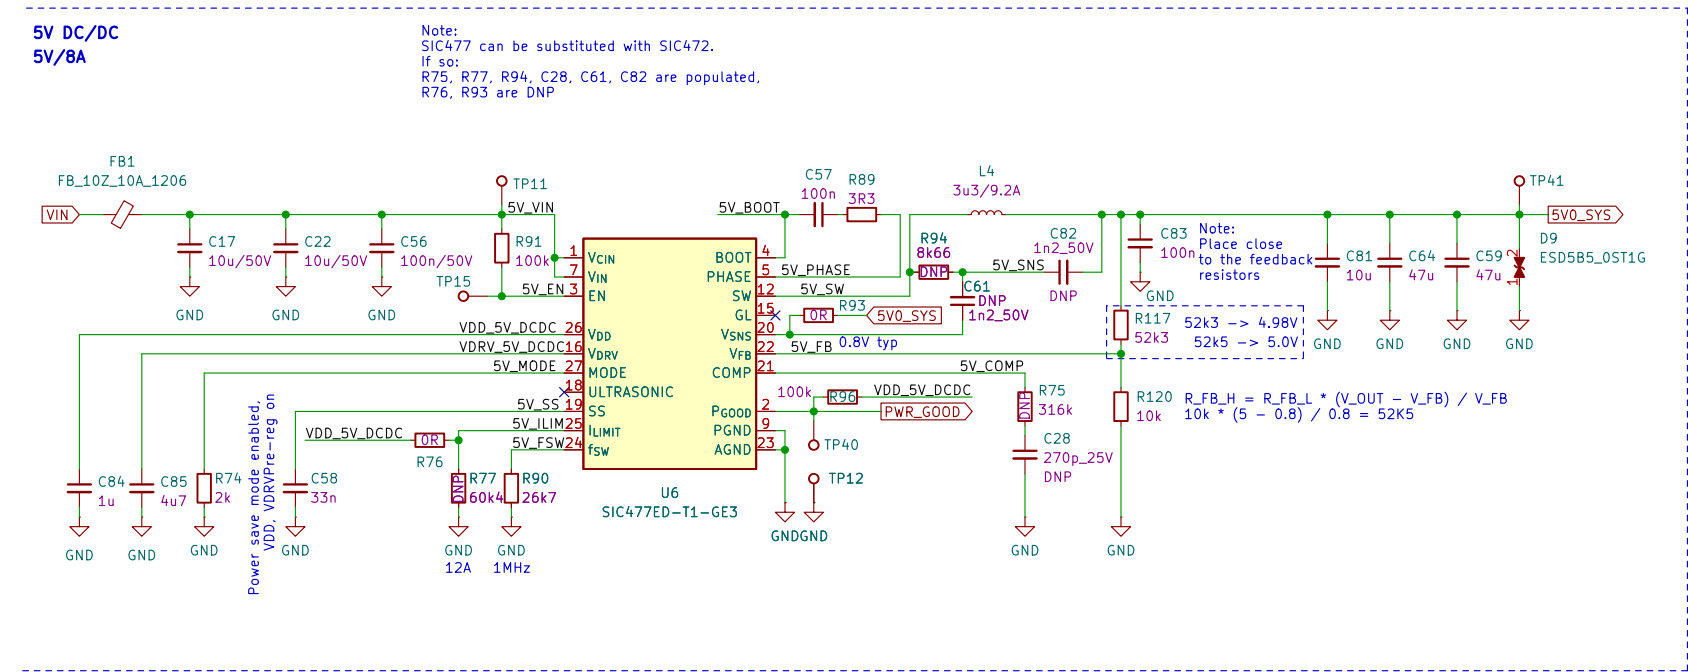 5V DC/DC
5V/8A
Note:
SIC477 can be substituted with SIC472.
If so:
R75, R77, R94, C28, C61, C82 are populated,
R76, R93 are DNP
FB1
FB_10Z_10A_1206
VIN
C17
10u/50V
GND
C22
10u/50V
GND
C56
100n/50V
GND
TP11
5V_VIN
R91
100k
TP15
5V_EN
VDD_5V_DCDC
VDRV_5V_DCDC
5V_MODE
5V_SS
5V_ILIM
5V_FSW
VDD_5V_DCDC
0R
R76
C84
1u
GND
C85
4u7
GND
R74
2k
GND
Power save mode enabled,
VDD, VDRVPre-reg on
C58
33n
GND
DNP
R77
60k4
GND
12A
R90
26k7
GND
1MHz
1
VCIN
7
VIN
3
EN
26
VDD
16
VDRV
27
MODE
18
ULTRASONIC
19
SS
25
ILIMIT
24
fSW
BOOT
4
PHASE
5
SW
12
GL
15
VSNS
20
VFB
22
COMP
21
PGOOD
2
PGND
9
AGND
23
U6
SIC477ED-T1-GE3
5V_BOOT
C57
100n
R89
3R3
5V_PHASE
5V_SW
R93
0R
5V0_SYS
0.8V typ
5V_FB
5V_COMP
100k
R96
VDD_5V_DCDC
PWR_GOOD
TP40
TP12
GND
GND
L4
3u3/9.2A
R94
8k66
DNP
5V_SNS
C61
DNP
1n2_50V
C82
1n2_50V
DNP
C83
100n
GND
Note:
Place close
to the feedback
resistors
R117
52k3
52k3 -> 4.98V
52k5 -> 5.0V
R120
10k
GND
R_FB_H = R_FB_L * (V_OUT - V_FB) / V_FB
10k * (5 - 0.8) / 0.8 = 52K5
DNP
R75
316k
C28
270p_25V
DNP
GND
C81
10u
GND
C64
47u
GND
C59
47u
GND
TP41
5V0_SYS
D9
ESD5B5_0ST1G
2
1
GND